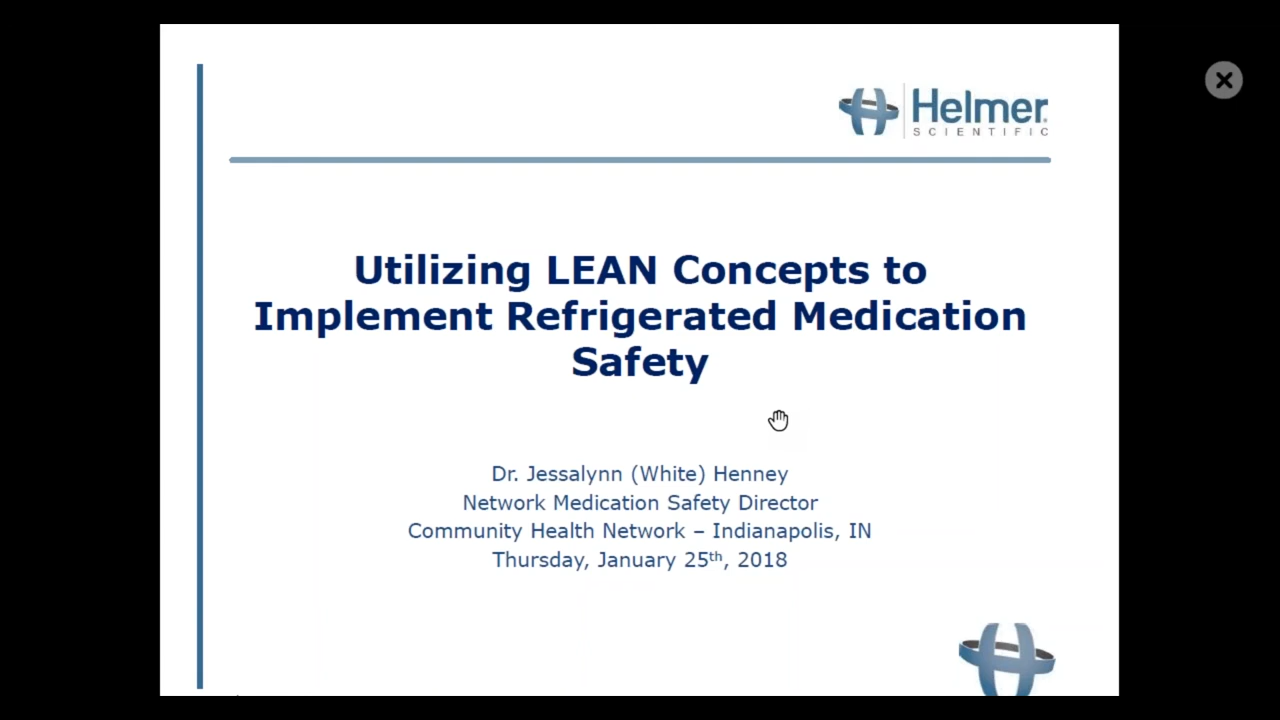 Helmer
SCIENTIFIC
Utilizing LEAN Concepts to
Implement Refrigerated Medication
Safety
Dr. Jessalynn (White) Henney
Network Medication Safety Director
Community Health Network – Indianapolis, IN
Thursday, January 25th, 2018